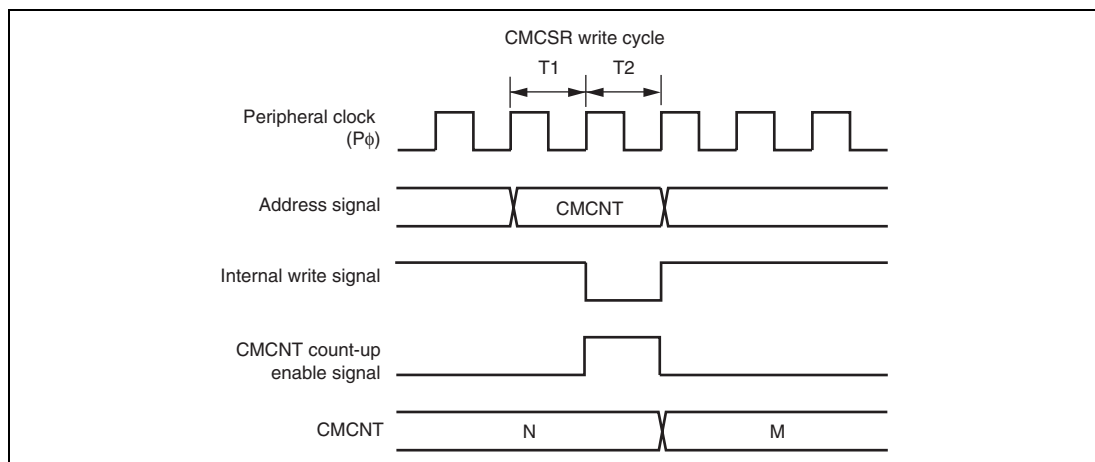 CMCSR write cycle
T1 T2
Peripheral clock
(Pϕ)
Address signal
CMCNT
Internal write signal
CMCNT count-up
enable signal
CMCNT
N M